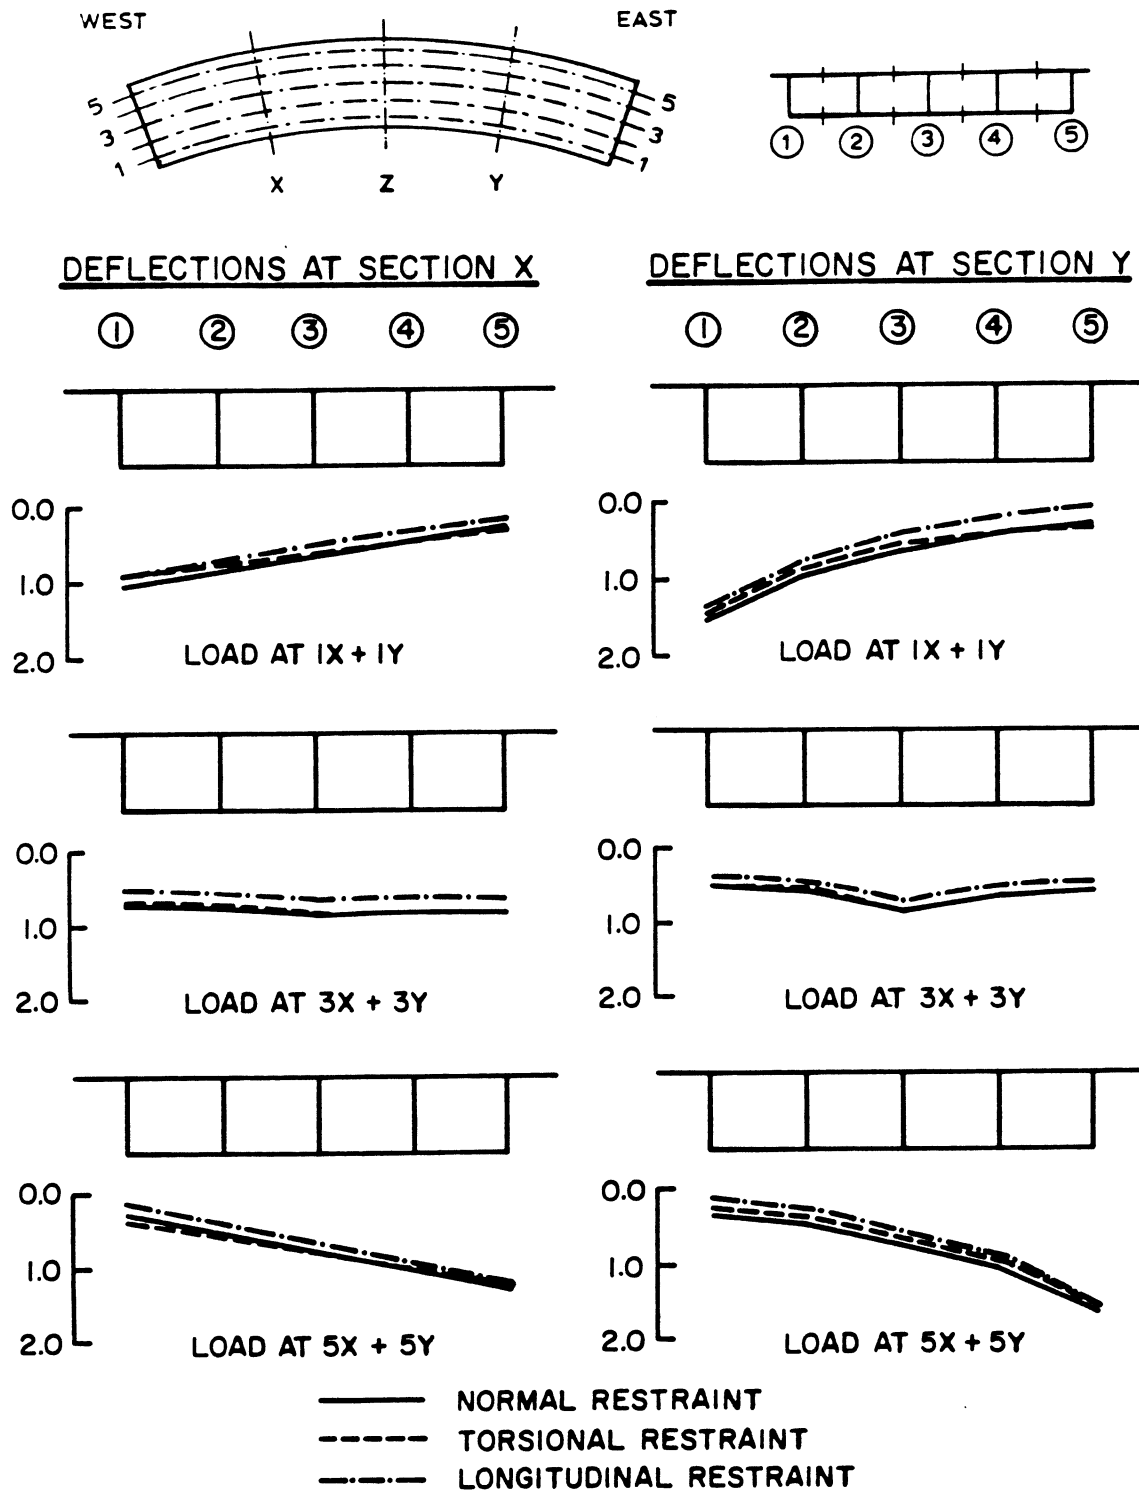 WEST
EAST
5
3
1
5
3
1
X Z Y
1 2 3 4 5
DEFLECTIONS AT SECTION X
DEFLECTIONS AT SECTION Y
1 2 3 4 5
1 2 3 4 5
0.0
1.0
2.0
LOAD AT 1X + 1Y
0.0
1.0
2.0
LOAD AT 1X + 1Y
0.0
1.0
2.0
LOAD AT 3X + 3Y
0.0
1.0
2.0
LOAD AT 3X + 3Y
0.0
1.0
2.0
LOAD AT 5X + 5Y
0.0
1.0
2.0
LOAD AT 5X + 5Y
NORMAL RESTRAINT
TORSIONAL RESTRAINT
LONGITUDINAL RESTRAINT